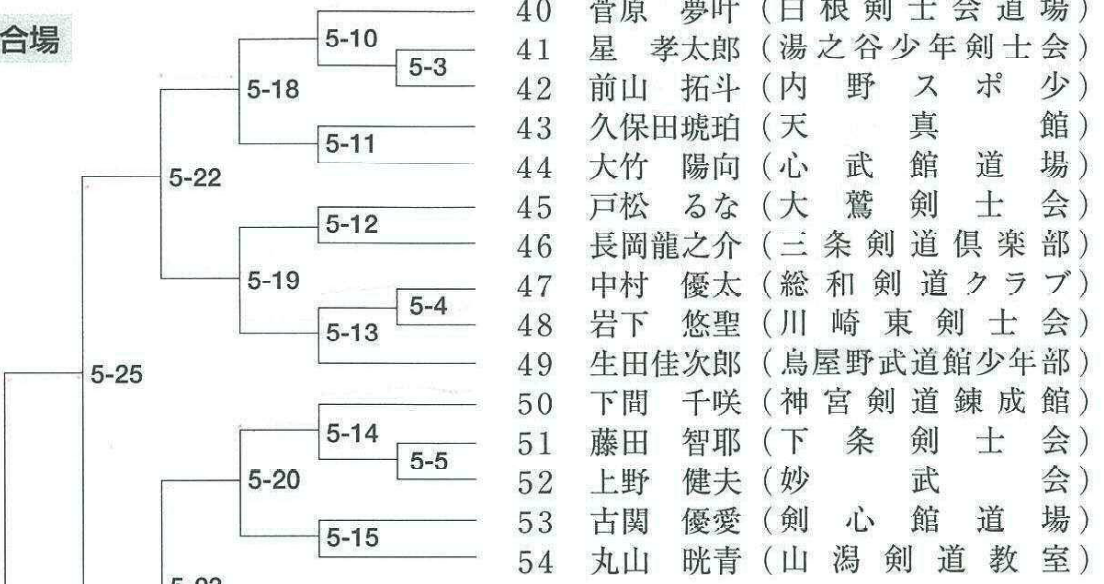 合場
40 菅原 夢叶 (白根剣士会道場)
5-10
41 星 孝太郎 (湯之谷少年剣士会)
5-3
42 前山 拓斗 (内野スポ少)
5-18
43 久保田琥珀 (天真館)
5-11
44 大竹 陽向 (心武館道場)
5-22
45 戸松 るな (大鷲剣士会)
5-12
46 長岡龍之介 (三条剣道倶楽部)
5-19
47 中村 優太 (総和剣道クラブ)
5-4
48 岩下 悠聖 (川崎東剣士会)
5-13
49 生田佳次郎 (鳥屋野武道館少年部)
5-25
50 下間 千咲 (神宮剣道錬成館)
5-14
51 藤田 智耶 (下条剣士会)
5-5
52 上野 健夫 (妙武会)
5-20
53 古関 優愛 (剣心館道場)
5-15
54 丸山 晄青 (山潟剣道教室)